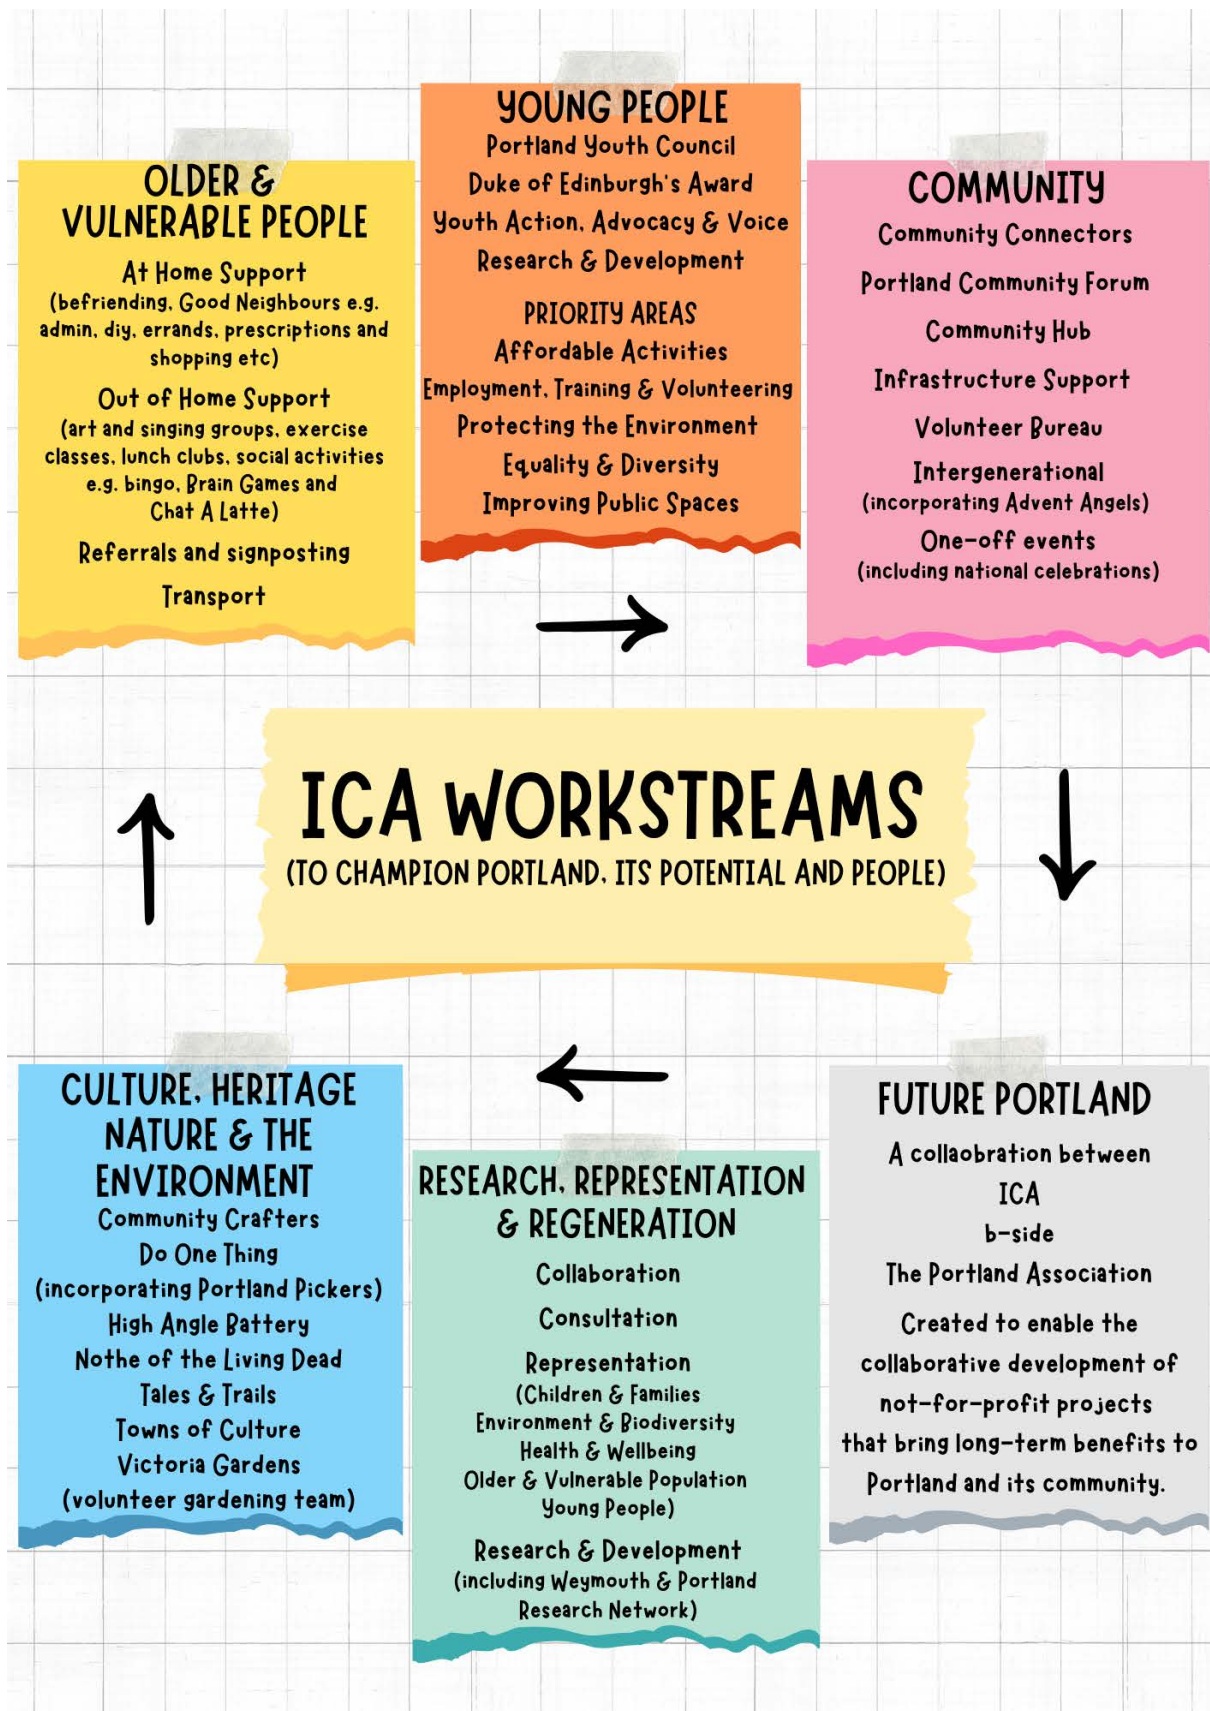 OLDER &
VULNERABLE PEOPLE
At Home Support
(befriending, Good Neighbours e.g.
admin, diy, errands, prescriptions and
shopping etc)
Out of Home Support
(art and singing groups, exercise
classes, lunch clubs, social activities
e.g. bingo, Brain Games and
Chat A Latte)
Referrals and signposting
Transport
YOUNG PEOPLE
Portland Youth Council
Duke of Edinburgh's Award
Youth Action, Advocacy & Voice
Research & Development
PRIORITY AREAS
Affordable Activities
Employment, Training & Volunteering
Protecting the Environment
Equality & Diversity
Improving Public Spaces
COMMUNITY
Community Connectors
Portland Community Forum
Community Hub
Infrastructure Support
Volunteer Bureau
Intergenerational
(incorporating Advent Angels)
One-off events
(including national celebrations)
ICA WORKSTREAMS
(TO CHAMPION PORTLAND, ITS POTENTIAL AND PEOPLE)
CULTURE, HERITAGE
NATURE & THE
ENVIRONMENT
Community Crafters
Do One Thing
(incorporating Portland Pickers)
High Angle Battery
Nothe of the Living Dead
Tales & Trails
Towns of Culture
Victoria Gardens
(volunteer gardening team)
RESEARCH, REPRESENTATION
& REGENERATION
Collaboration
Consultation
Representation
(Children & Families
Environment & Biodiversity
Health & Wellbeing
Older & Vulnerable Population
Young People)
Research & Development
(including Weymouth & Portland
Research Network)
FUTURE PORTLAND
A collaobration between
ICA
b-side
The Portland Association
Created to enable the
collaborative development of
not-for-profit projects
that bring long-term benefits to
Portland and its community.